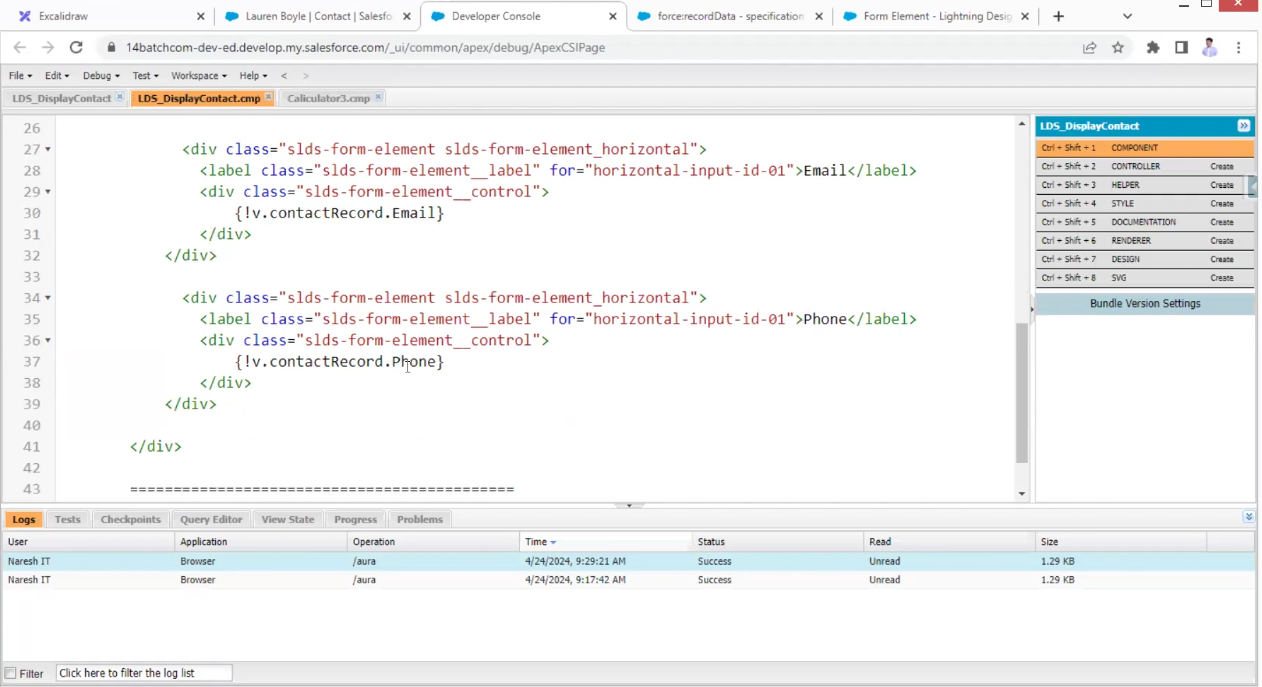 Excalidraw
Lauren Boyle | Contact | Salesfo
Developer Console
force:recordData - specification
Form Element - Lightning Desig
14batchcom-dev-ed.develop.my.salesforce.com/_ui/common/apex/debug/ApexCSIPage
File Edit Debug Test Workspace Help < >
LDS_DisplayContact
LDS_DisplayContact.cmp
Caliculator3.cmp
26
27 <div class="slds-form-element slds-form-element_horizontal">
28 <label class="slds-form-element__label" for="horizontal-input-id-01">Email</label>
29 <div class="slds-form-element__control">
30 {!v.contactRecord.Email}
31 </div>
32 </div>
33
34 <div class="slds-form-element slds-form-element_horizontal">
35 <label class="slds-form-element__label" for="horizontal-input-id-01">Phone</label>
36 <div class="slds-form-element__control">
37 {!v.contactRecord.Phone}
38 </div>
39 </div>
40
41 </div>
42
43 ============================================
LDS_DisplayContact
Ctrl + Shift + 1 COMPONENT
Ctrl + Shift + 2 CONTROLLER Create
Ctrl + Shift + 3 HELPER Create
Ctrl + Shift + 4 STYLE Create
Ctrl + Shift + 5 DOCUMENTATION Create
Ctrl + Shift + 6 RENDERER Create
Ctrl + Shift + 7 DESIGN Create
Ctrl + Shift + 8 SVG Create
Bundle Version Settings
Logs Tests Checkpoints Query Editor View State Progress Problems
User Application Operation Time Status Read Size
Naresh IT Browser /aura 4/24/2024, 9:29:21 AM Success Unread 1.29 KB
Naresh IT Browser /aura 4/24/2024, 9:17:42 AM Success Unread 1.29 KB
Filter Click here to filter the log list